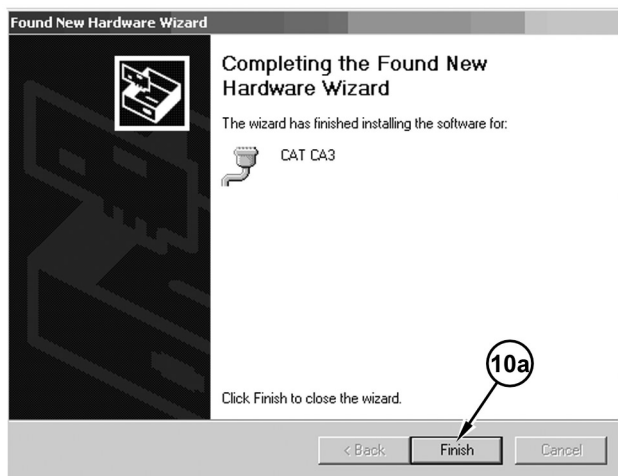 Found New Hardware Wizard
Completing the Found New
Hardware Wizard
The wizard has finished installing the software for:
CAT CA3
10a
Click Finish to close the wizard.
< Back
Finish
Cancel